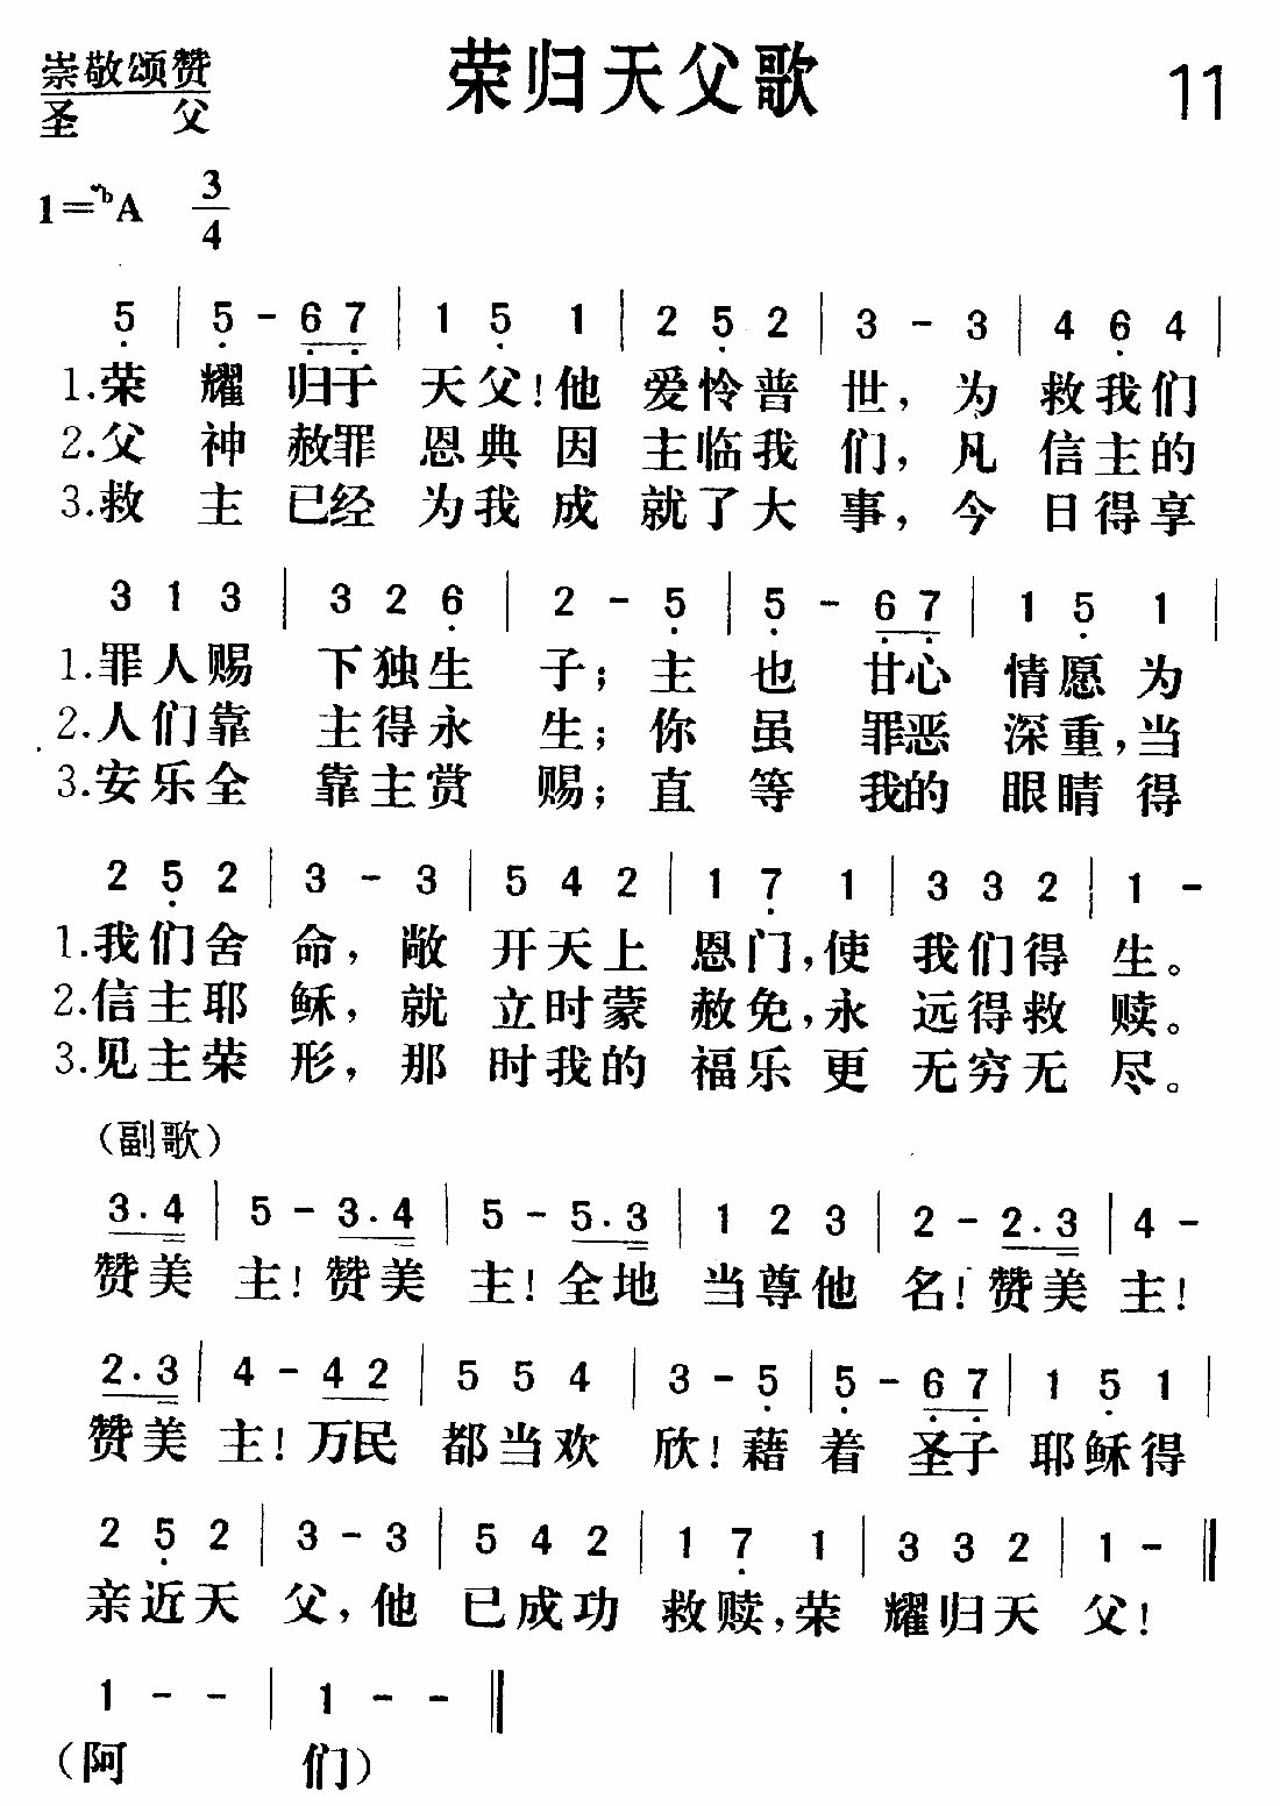 崇敬颂赞
圣 父
荣归天父歌
11
1=♭A 3/4
5̣ | 5̣ - 6̣ 7̣ | 1 5̣ 1 | 2 5̣ 2 | 3 - 3 | 4 6̣ 4 |
1.荣 耀 归于 天父!他 爱怜普 世, 为 救我们
2.父 神 赦罪 恩典因 主临我 们, 凡 信主的
3.救 主 已经 为我成 就了大 事, 今 日得享
3 1 3 | 3 2 6̣ | 2 - 5̣ | 5̣ - 6̣ 7̣ | 1 5̣ 1 |
1.罪人赐 下独生 子; 主 也 甘心 情愿为
2.人们靠 主得永 生; 你 虽 罪恶 深重,当
3.安乐全 靠主赏 赐; 直 等 我的 眼睛得
2 5̣ 2 | 3 - 3 | 5 4 2 | 1 7̣ 1 | 3 3 2 | 1 -
1.我们舍 命, 敞 开天上 恩门,使 我们得 生。
2.信主耶 稣, 就 立时蒙 赦免,永 远得救 赎。
3.见主荣 形, 那 时我的 福乐更 无穷无 尽。
(副歌)
3.4 | 5 - 3.4 | 5 - 5.3 | 1 2 3 | 2 - 2.3 | 4 -
赞美 主!赞美 主!全地 当尊他 名!赞美 主!
2.3 | 4 - 4 2 | 5 5 4 | 3 - 5̣ | 5̣ - 6̣ 7̣ | 1 5̣ 1 |
赞美 主!万民 都当欢 欣!藉 着 圣子 耶稣得
2 5̣ 2 | 3 - 3 | 5 4 2 | 1 7̣ 1 | 3 3 2 | 1 - ‖
亲近天 父,他 已成功 救赎,荣 耀归天 父!
1 - - | 1 - - ‖
(阿 们)